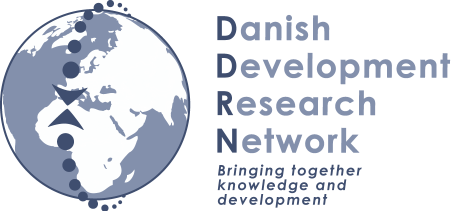 Danish
Development
Research
Network
Bringing together
knowledge and
development